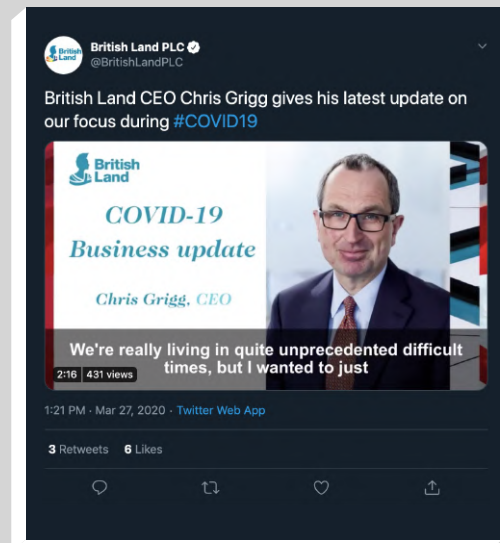 British Land
British Land PLC
@BritishLandPLC
British Land CEO Chris Grigg gives his latest update on
our focus during #COVID19
British
Land
COVID-19
Business update
Chris Grigg, CEO
We're really living in quite unprecedented difficult
times, but I wanted to just
2:16 431 views
1:21 PM · Mar 27, 2020 · Twitter Web App
3 Retweets 6 Likes